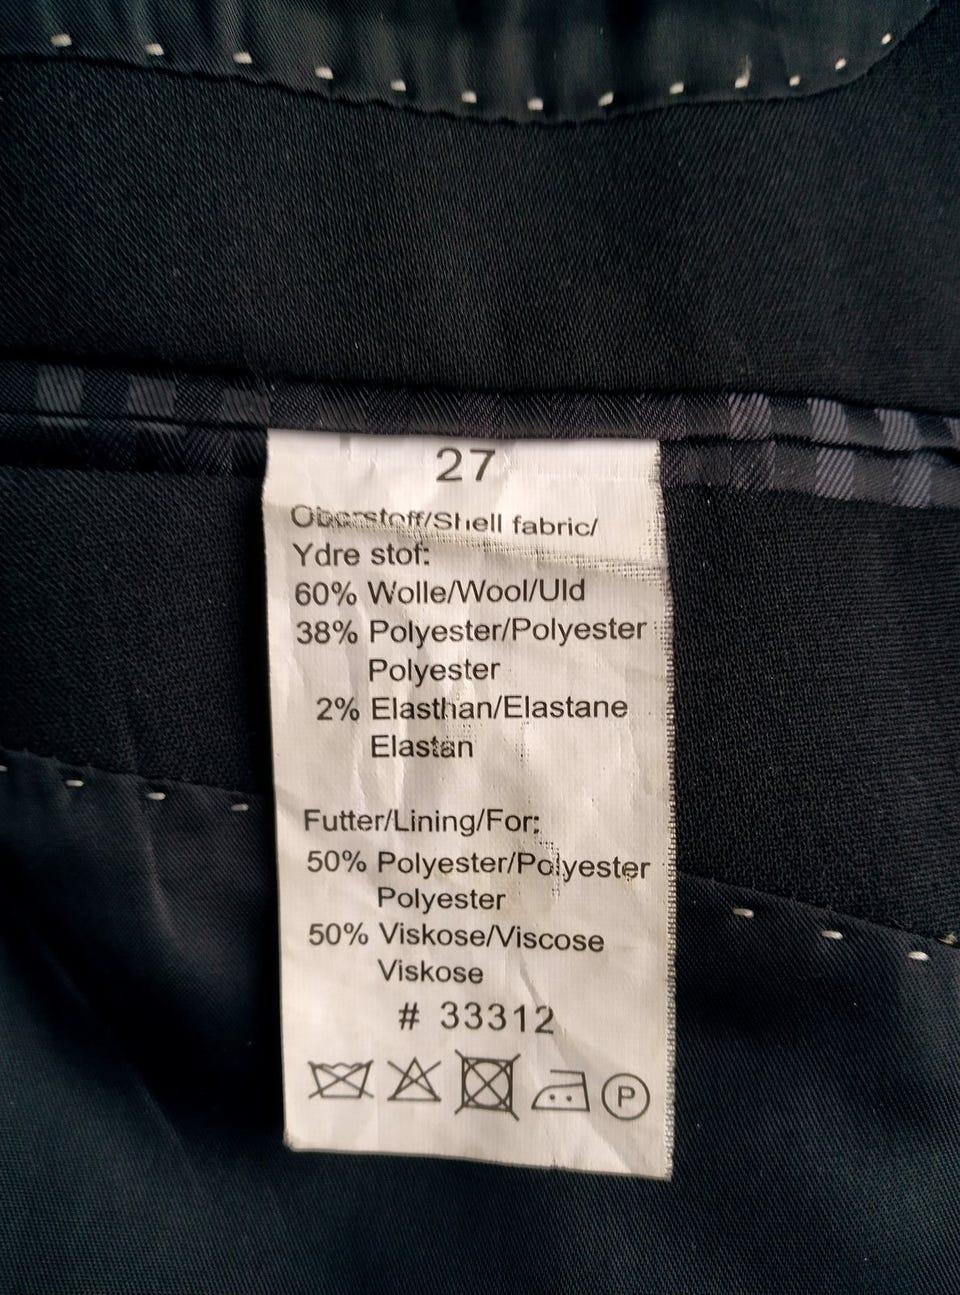 27
Oberstoff/Shell fabric/
Ydre stof:
60% Wolle/Wool/Uld
38% Polyester/Polyester
Polyester
2% Elasthan/Elastane
Elastan
Futter/Lining/For:
50% Polyester/Polyester
Polyester
50% Viskose/Viscose
Viskose
# 33312
P